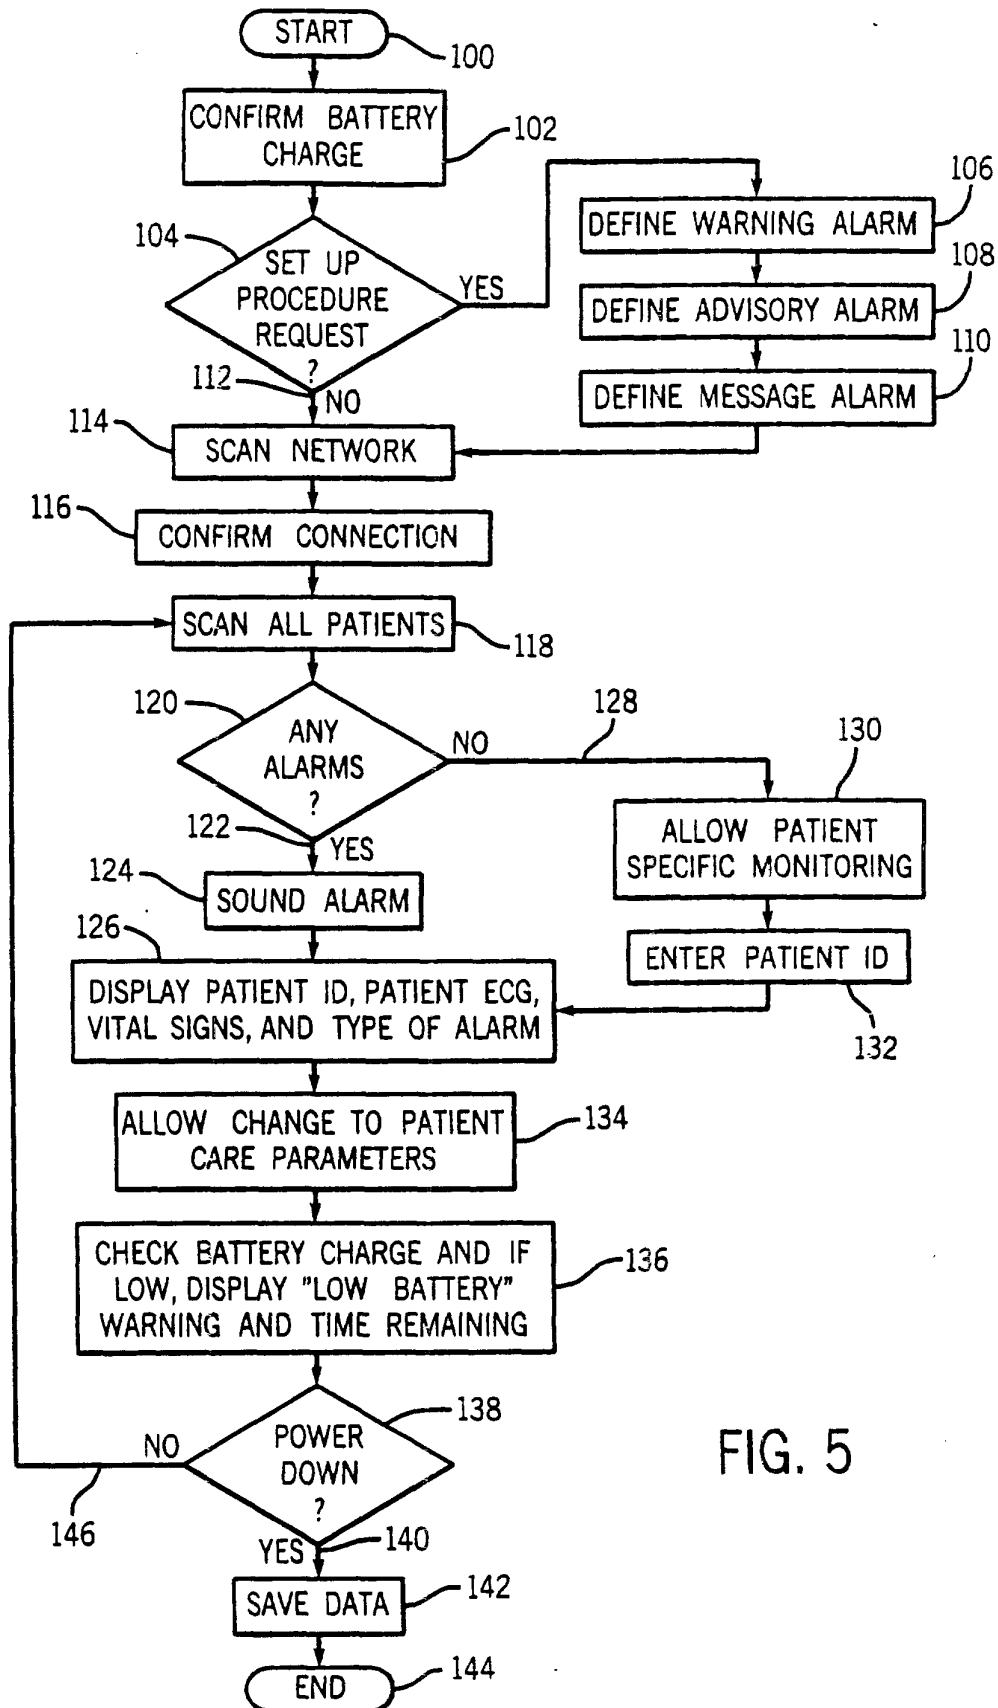 START
100
CONFIRM BATTERY
CHARGE
102
104
SET UP
PROCEDURE
REQUEST
?
YES
106
DEFINE WARNING ALARM
108
DEFINE ADVISORY ALARM
110
DEFINE MESSAGE ALARM
112
NO
114
SCAN NETWORK
116
CONFIRM CONNECTION
SCAN ALL PATIENTS
118
120
ANY
ALARMS
?
NO
128
130
ALLOW PATIENT
SPECIFIC MONITORING
122
YES
124
SOUND ALARM
ENTER PATIENT ID
132
126
DISPLAY PATIENT ID, PATIENT ECG,
VITAL SIGNS, AND TYPE OF ALARM
ALLOW CHANGE TO PATIENT
CARE PARAMETERS
134
CHECK BATTERY CHARGE AND IF
LOW, DISPLAY "LOW BATTERY"
WARNING AND TIME REMAINING
136
138
POWER
DOWN
?
NO
146
YES
140
SAVE DATA
142
END
144
FIG. 5